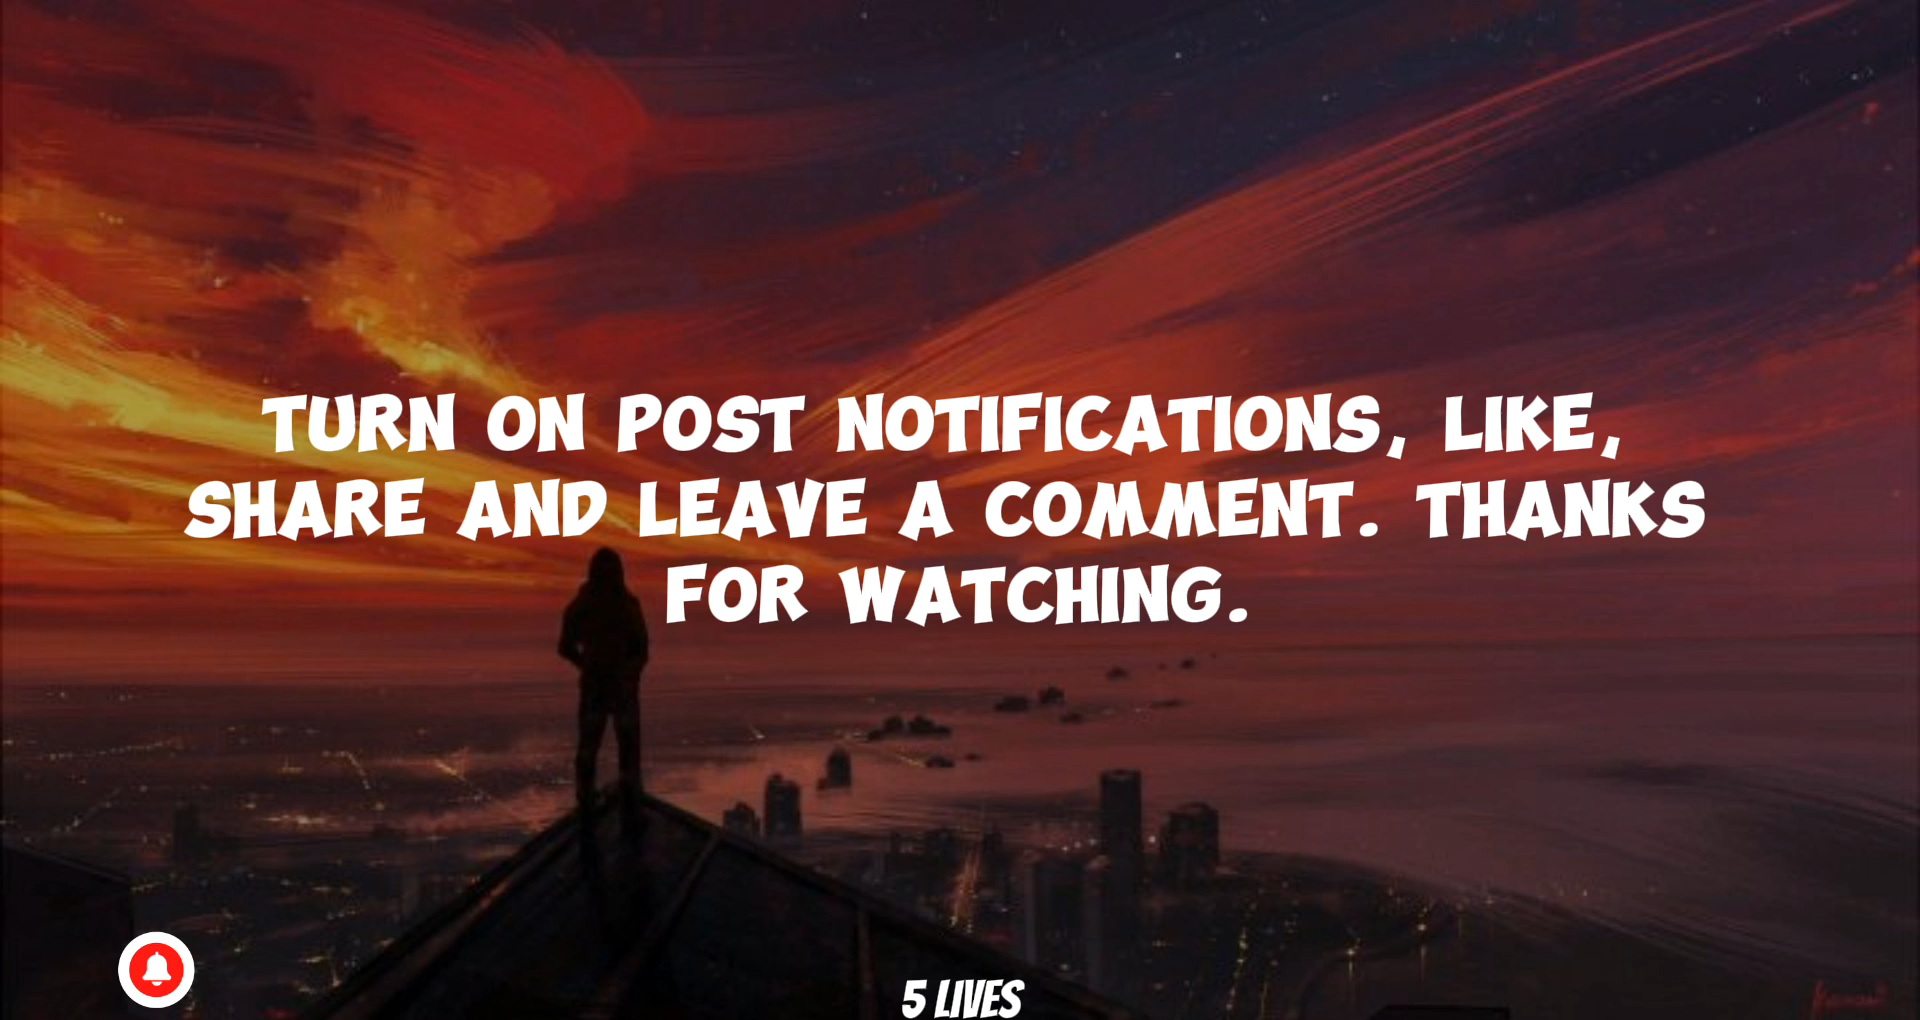 TURN ON POST NOTIFICATIONS, LIKE,
SHARE AND LEAVE A COMMENT. THANKS
FOR WATCHING.
5 LIVES